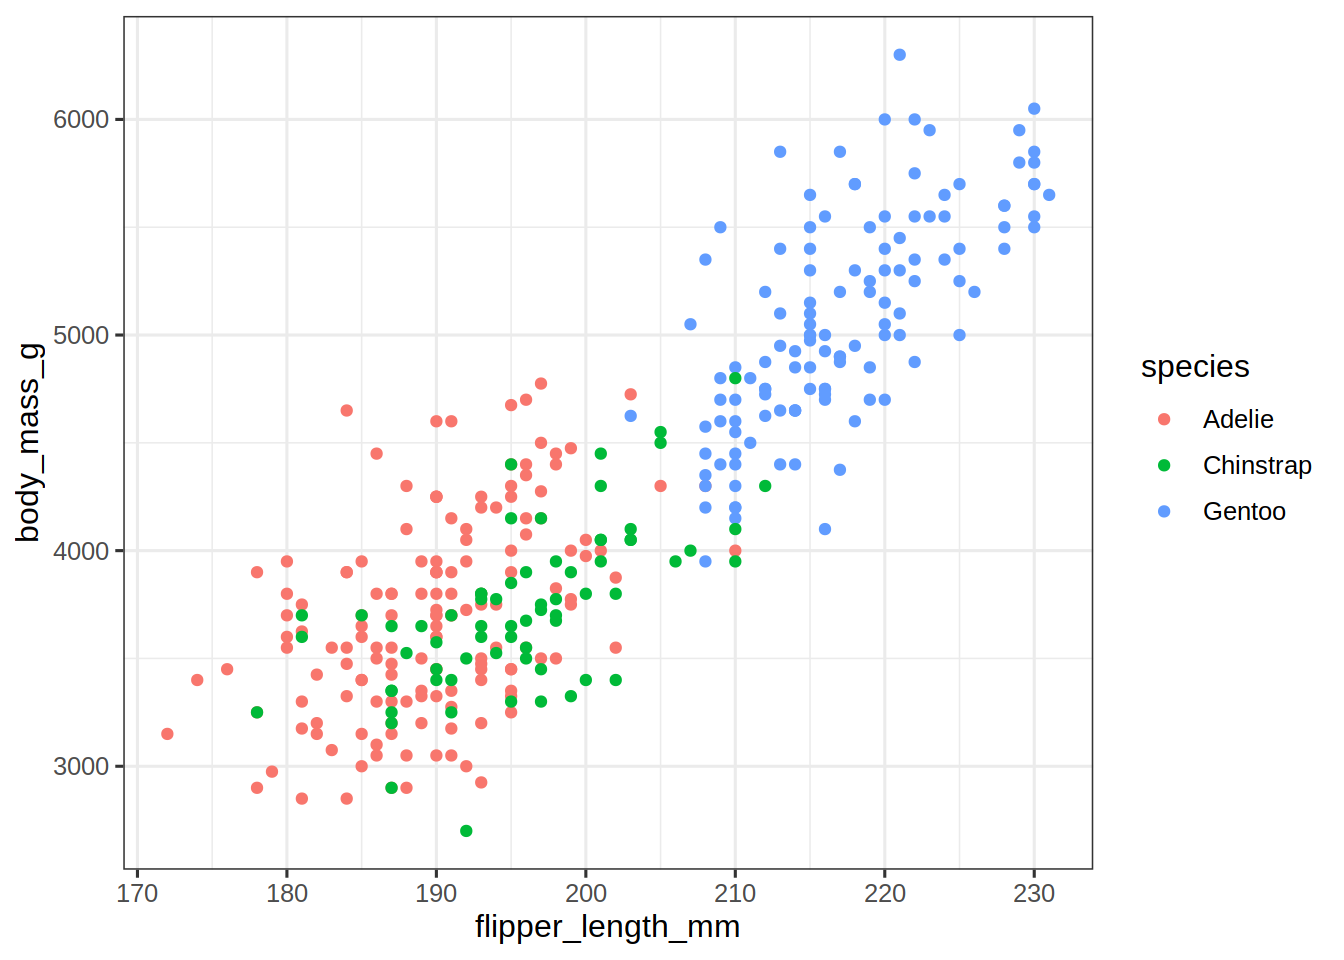 6000
5000
4000
3000
body_mass_g
170 180 190 200 210 220 230
flipper_length_mm
species
Adelie
Chinstrap
Gentoo